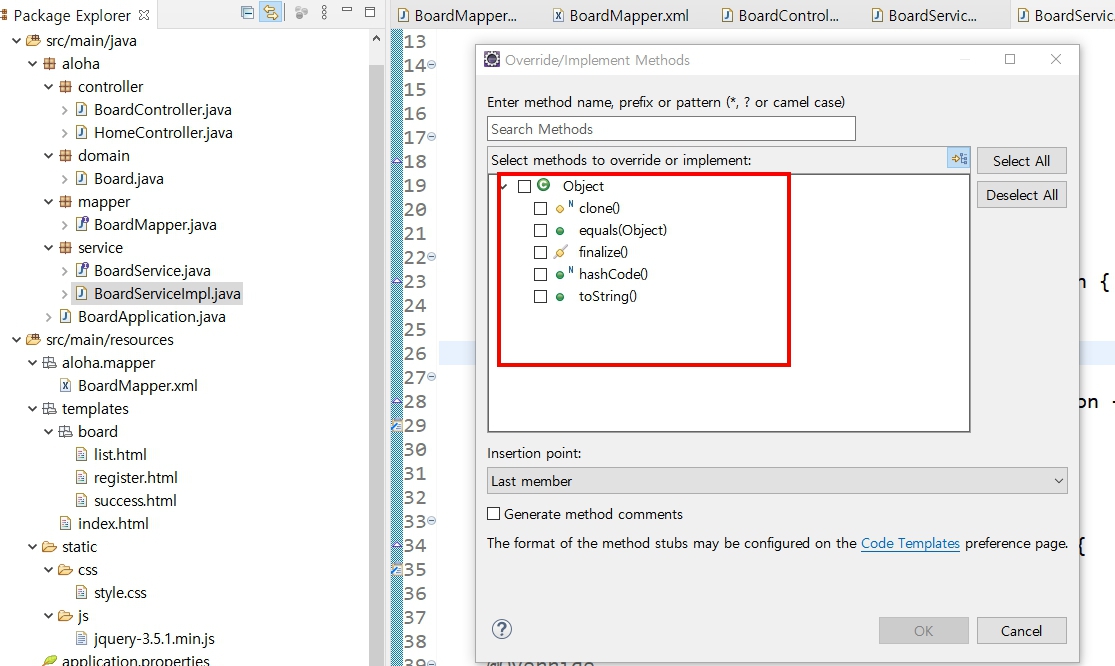 Package Explorer
src/main/java
aloha
controller
BoardController.java
HomeController.java
domain
Board.java
mapper
BoardMapper.java
service
BoardService.java
BoardServiceImpl.java
BoardApplication.java
src/main/resources
aloha.mapper
BoardMapper.xml
templates
board
list.html
register.html
success.html
index.html
static
css
style.css
js
jquery-3.5.1.min.js
application.properties
BoardMapper... BoardMapper.xml BoardControl... BoardServic... BoardServic
13
14
15
16
17
18
19
20
21
22
23
24
25
26
27
28
29
30
31
32
33
34
35
36
37
38
39
n {
on
{
@Override
Override/Implement Methods
Enter method name, prefix or pattern (*, ? or camel case)
Search Methods
Select methods to override or implement:
Select All
Deselect All
Object
clone()
equals(Object)
finalize()
hashCode()
toString()
Insertion point:
Last member
Generate method comments
The format of the method stubs may be configured on the Code Templates preference page.
OK Cancel